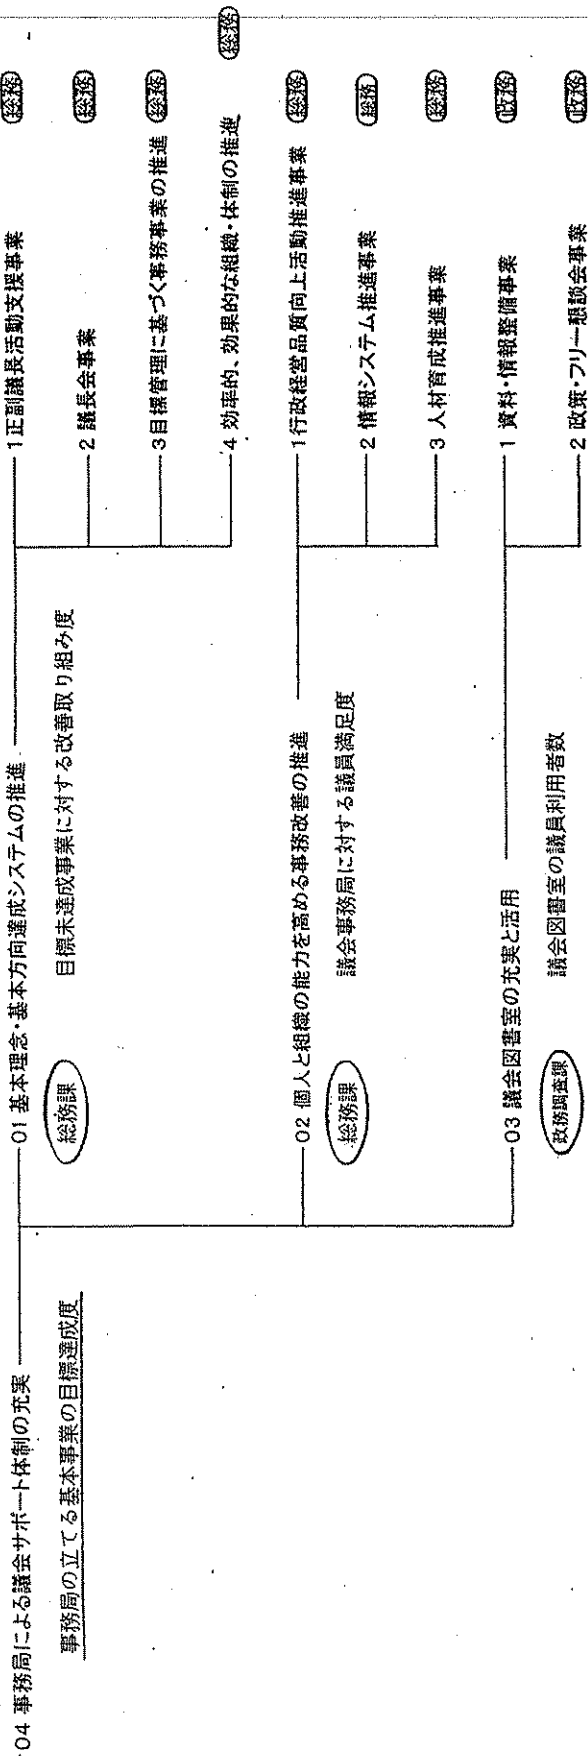 04 事務局による議会サポート体制の充実
事務局の立てる基本事業の目標達成度
01 基本理念・基本方向達成システムの推進
総務課
目標未達成事業に対する改善取り組み度
1 正副議長活動支援事業 総務
2 議長会事業 総務
3 目標管理に基づく事務事業の推進 総務
4 効率的、効果的な組織・体制の推進 総務
02 個人と組織の能力を高める事務改善の推進
総務課
議会事務局に対する議員満足度
1 行政経営品質向上活動推進事業 総務
2 情報システム推進事業 総務
3 人材育成推進事業 総務
03 議会図書室の充実と活用
政務調査課
議会図書室の議員利用者数
1 資料・情報整備事業 政務
2 政策・フリー懇談会事業 政務